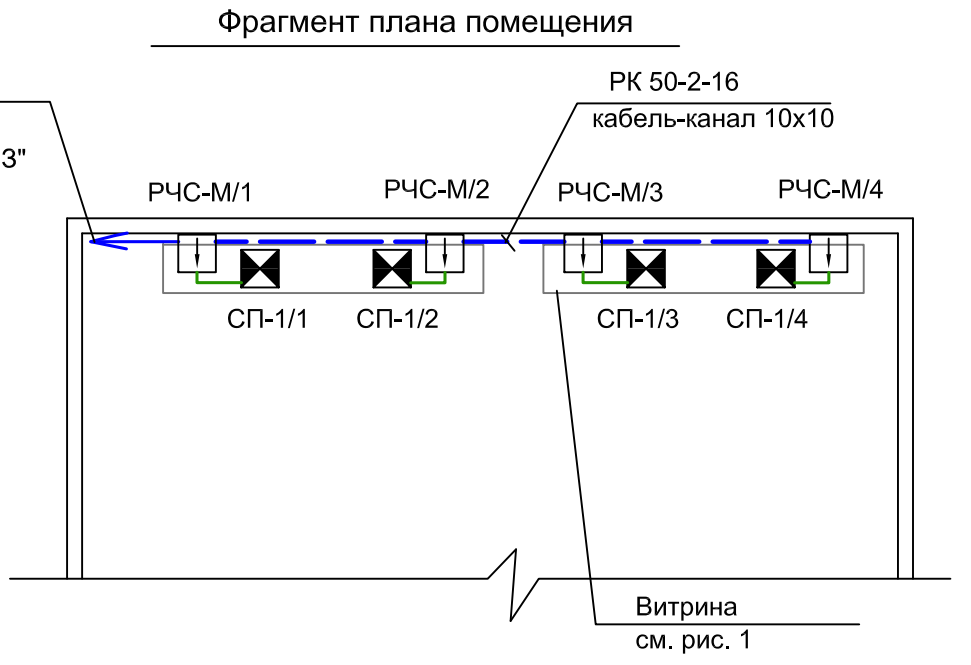 Фрагмент плана помещения
РК 50-2-16
кабель-канал 10х10
3"
РЧС-М/1
РЧС-М/2
РЧС-М/3
РЧС-М/4
СП-1/1
СП-1/2
СП-1/3
СП-1/4
Витрина
см. рис. 1